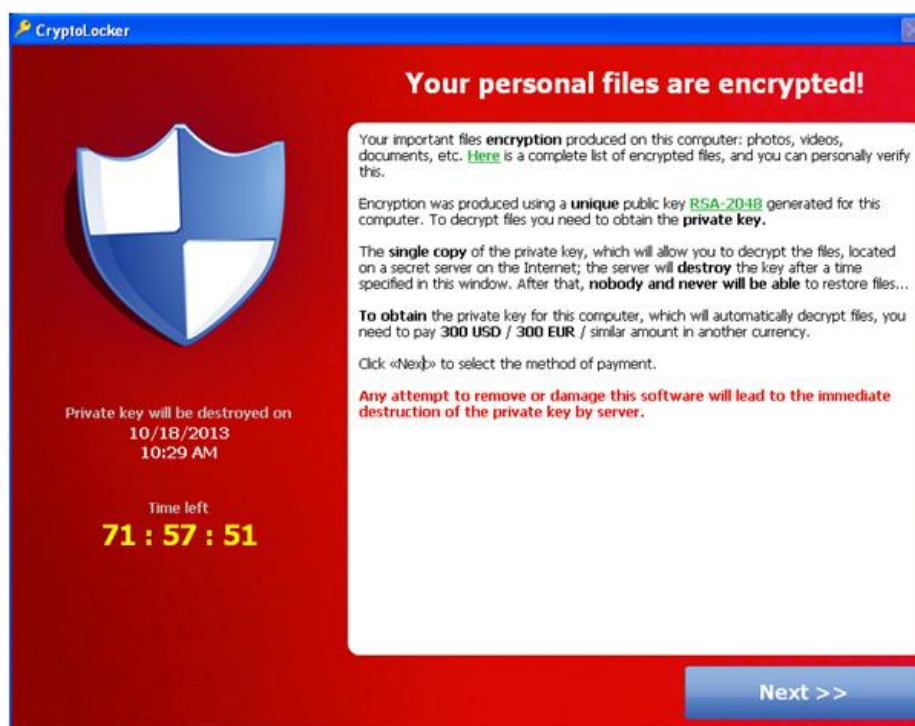 CryptoLocker
Your personal files are encrypted!
Your important files encryption produced on this computer: photos, videos,
documents, etc. Here is a complete list of encrypted files, and you can personally verify
this.
Encryption was produced using a unique public key RSA-2048 generated for this
computer. To decrypt files you need to obtain the private key.
The single copy of the private key, which will allow you to decrypt the files, located
on a secret server on the Internet; the server will destroy the key after a time
specified in this window. After that, nobody and never will be able to restore files...
To obtain the private key for this computer, which will automatically decrypt files, you
need to pay 300 USD / 300 EUR / similar amount in another currency.
Click «Next» to select the method of payment.
Any attempt to remove or damage this software will lead to the immediate
destruction of the private key by server.
Private key will be destroyed on
10/18/2013
10:29 AM
Time left
71 : 57 : 51
Next >>